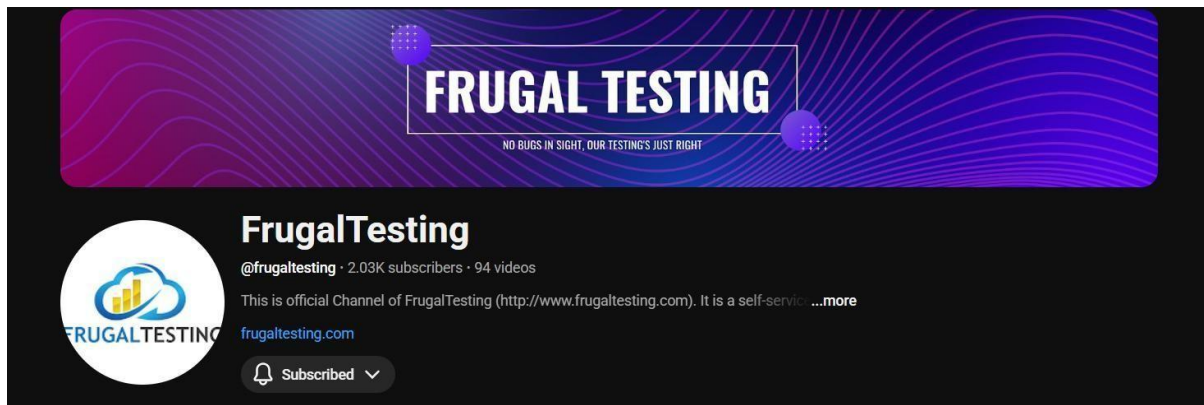 FRUGAL TESTING
NO BUGS IN SIGHT, OUR TESTING'S JUST RIGHT
FrugalTesting
@frugaltesting · 2.03K subscribers · 94 videos
This is official Channel of FrugalTesting (http://www.frugaltesting.com). It is a self-service ...more
FRUGALTESTING
frugaltesting.com
Subscribed